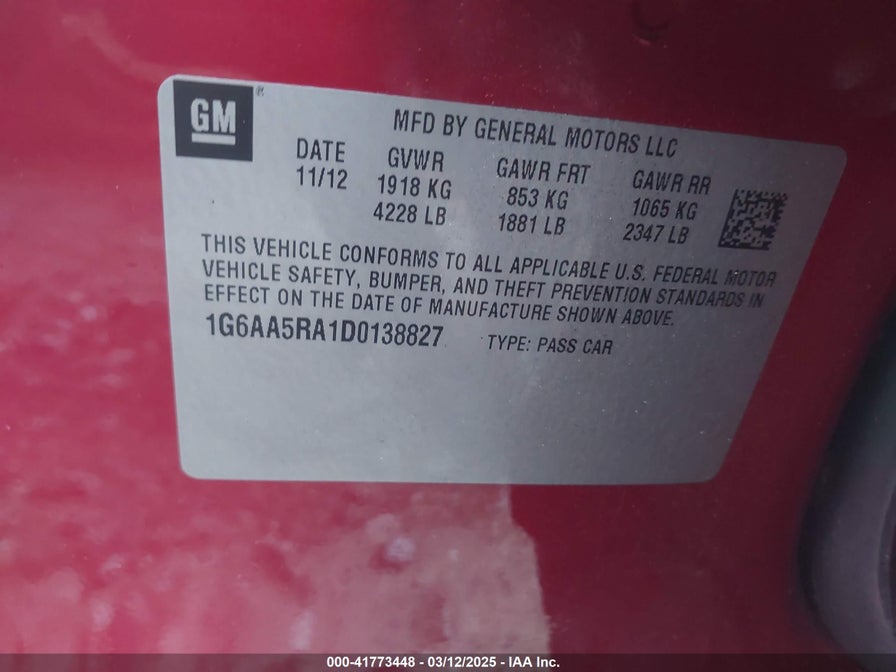 GM®
MFD BY GENERAL MOTORS LLC
DATE GVWR GAWR FRT GAWR RR
11/12 1918 KG 853 KG 1065 KG
4228 LB 1881 LB 2347 LB
THIS VEHICLE CONFORMS TO ALL APPLICABLE U.S. FEDERAL MOTOR
VEHICLE SAFETY, BUMPER, AND THEFT PREVENTION STANDARDS IN
EFFECT ON THE DATE OF MANUFACTURE SHOWN ABOVE.
1G6AA5RA1D0138827 TYPE: PASS CAR
000-41773448 - 03/12/2025 - IAA Inc.